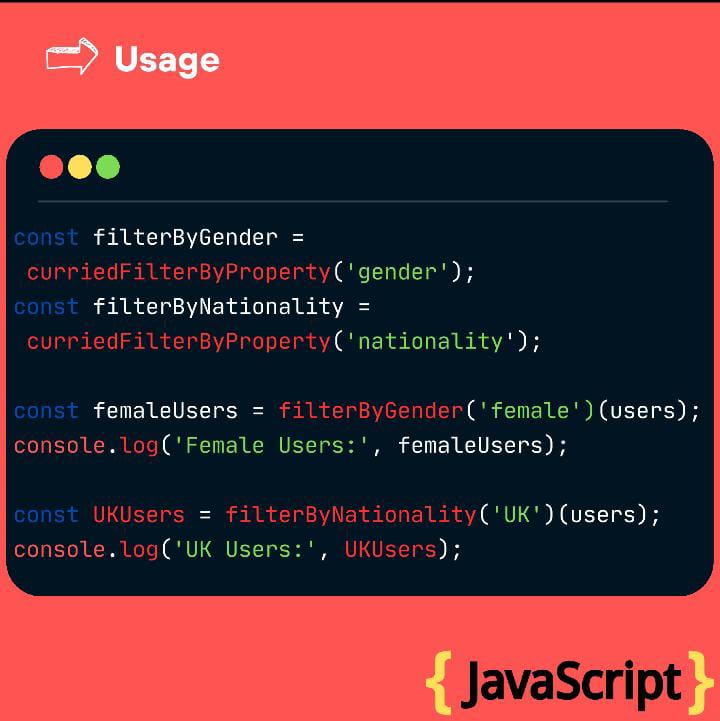 Usage
const filterByGender =
curriedFilterByProperty('gender');
const filterByNationality =
curriedFilterByProperty('nationality');
const femaleUsers = filterByGender('female')(users);
console.log('Female Users:', femaleUsers);
const UKUsers = filterByNationality('UK')(users);
console.log('UK Users:', UKUsers);
{ JavaScript }